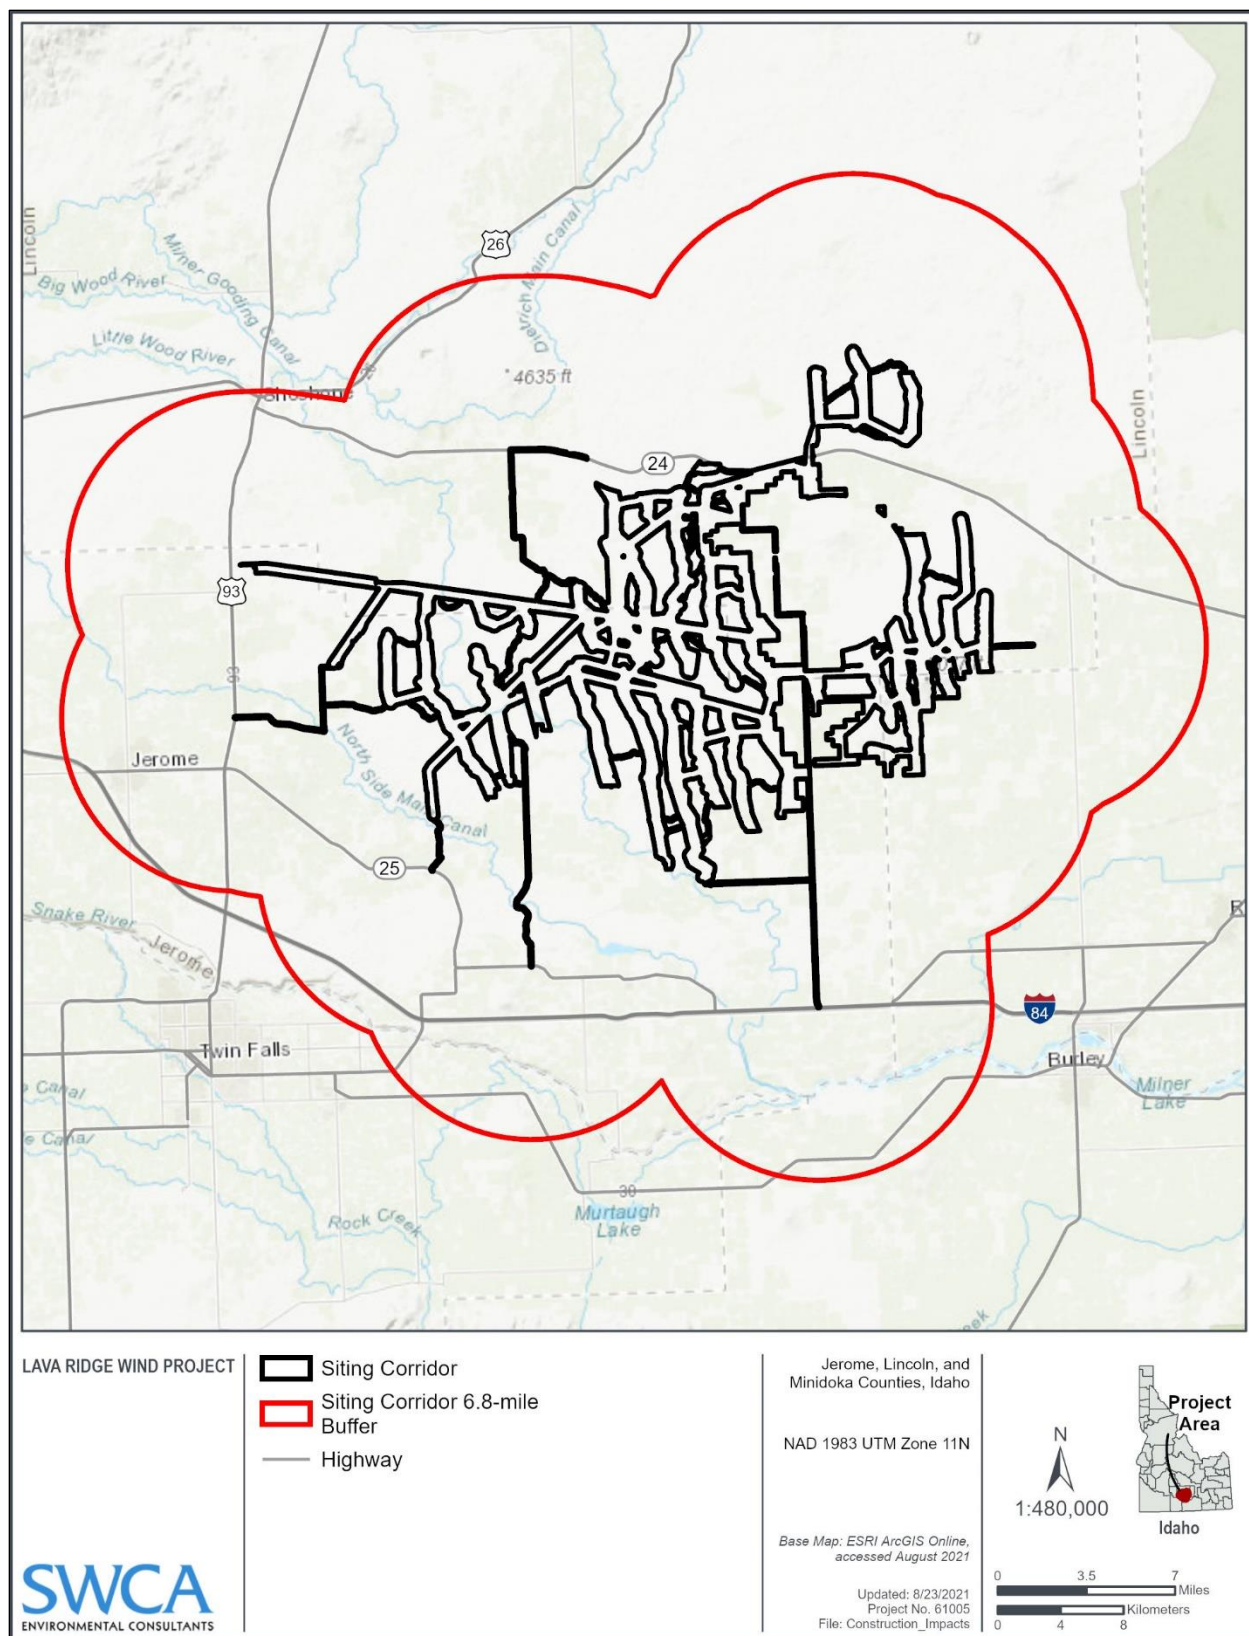 Lincoln
Milner Gooding Canal
Big Wood River
Little Wood River
26
Dietrich Main Canal
26
4635 ft
Shoshone
24
Lincoln
93
93
Jerome
North Side Main Canal
25
Snake River
Jerome
R
84
Twin Falls
Burley
Milner
Lake
e Canal
e Canal
30
Murtaugh
Lake
Rock Creek
eek
LAVA RIDGE WIND PROJECT
Siting Corridor
Siting Corridor 6.8-mile
Buffer
Highway
Jerome, Lincoln, and
Minidoka Counties, Idaho
NAD 1983 UTM Zone 11N
Base Map: ESRI ArcGIS Online,
accessed August 2021
Updated: 8/23/2021
Project No. 61005
File: Construction_Impacts
N
1:480,000
Project
Area
Idaho
0 3.5 7
Miles
Kilometers
0 4 8
SWCA
ENVIRONMENTAL CONSULTANTS